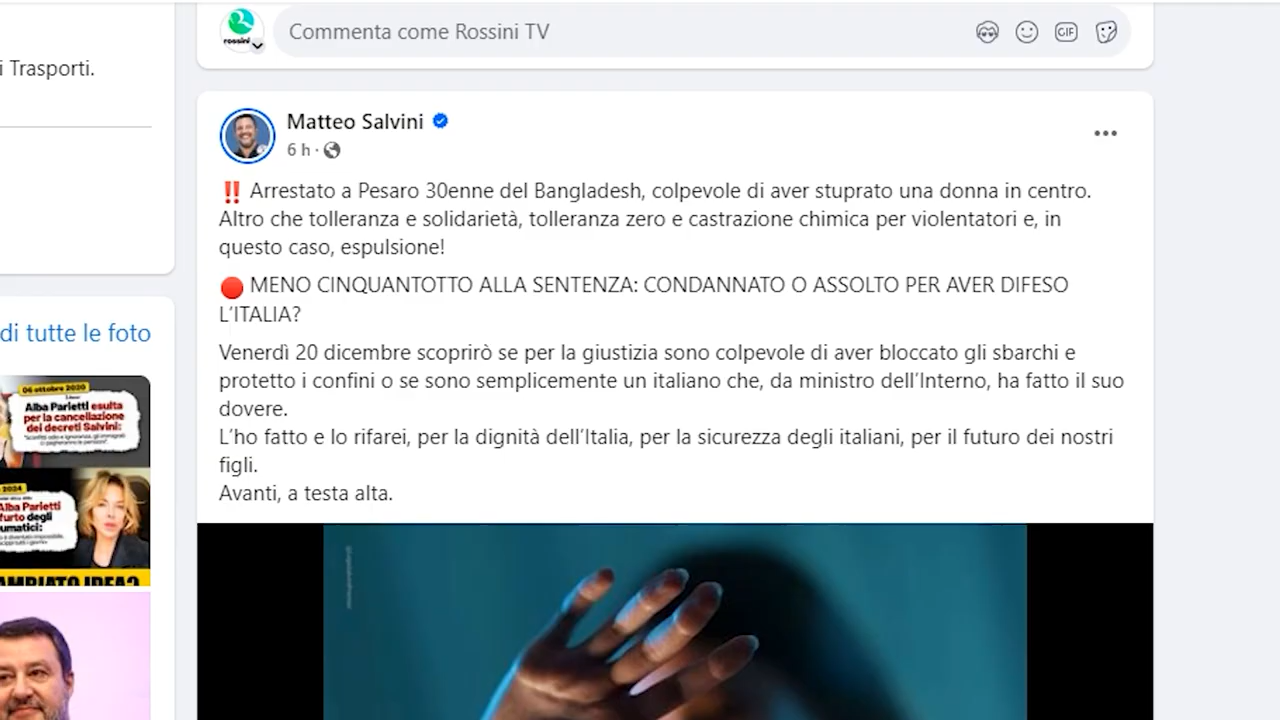 rossini
Commenta come Rossini TV
GIF
i Trasporti.
Matteo Salvini
6 h ·
‼️ Arrestato a Pesaro 30enne del Bangladesh, colpevole di aver stuprato una donna in centro.
Altro che tolleranza e solidarietà, tolleranza zero e castrazione chimica per violentatori e, in
questo caso, espulsione!
🔴 MENO CINQUANTOTTO ALLA SENTENZA: CONDANNATO O ASSOLTO PER AVER DIFESO
L'ITALIA?
Venerdì 20 dicembre scoprirò se per la giustizia sono colpevole di aver bloccato gli sbarchi e
protetto i confini o se sono semplicemente un italiano che, da ministro dell'Interno, ha fatto il suo
dovere.
L'ho fatto e lo rifarei, per la dignità dell'Italia, per la sicurezza degli italiani, per il futuro dei nostri
figli.
Avanti, a testa alta.
di tutte le foto
06 ottobre 2020
Alba Parietti esulta
per la cancellazione
dei decreti Salvini:
2024
Alba Parietti
furto degli
umatici:
AMBIATO IDEA?